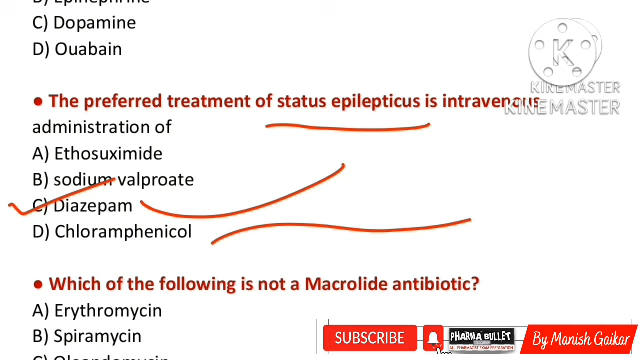 C) Dopamine
D) Ouabain
● The preferred treatment of status epilepticus is intravenous
administration of
A) Ethosuximide
B) sodium valproate
C) Diazepam
D) Chloramphenicol
● Which of the following is not a Macrolide antibiotic?
A) Erythromycin
B) Spiramycin
K
KINEMASTER
KINEMASTER
SUBSCRIBE
PHARMA BULLET
By Manish Gaikar